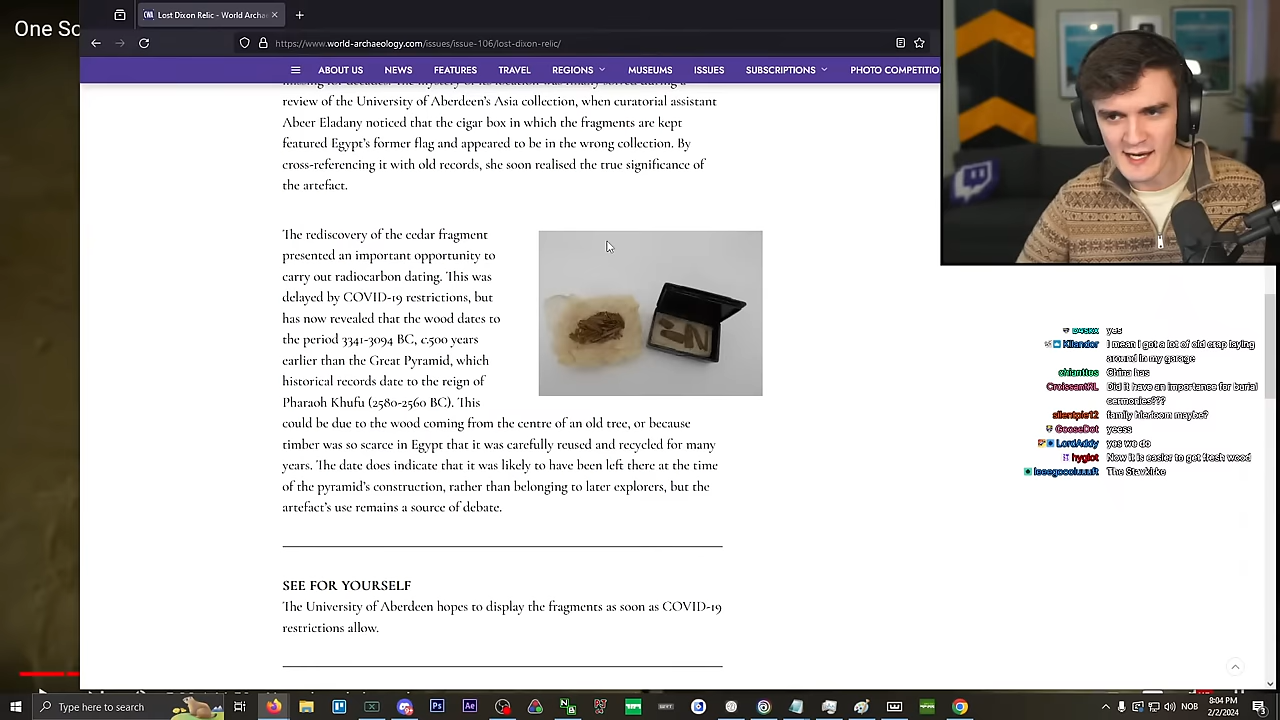 One So
Lost Dixon Relic - World Archae
https://www.world-archaeology.com/issues/issue-106/lost-dixon-relic/
ABOUT US NEWS FEATURES TRAVEL REGIONS MUSEUMS ISSUES SUBSCRIPTIONS PHOTO COMPETITIO
review of the University of Aberdeen's Asia collection, when curatorial assistant
Abeer Eladany noticed that the cigar box in which the fragments are kept
featured Egypt's former flag and appeared to be in the wrong collection. By
cross-referencing it with old records, she soon realised the true significance of
the artefact.
The rediscovery of the cedar fragment
presented an important opportunity to
carry out radiocarbon dating. This was
delayed by COVID-19 restrictions, but
has now revealed that the wood dates to
the period 3341-3094 BC, c.500 years
earlier than the Great Pyramid, which
historical records date to the reign of
Pharaoh Khufu (2580-2560 BC). This
could be due to the wood coming from the centre of an old tree, or because
timber was so scarce in Egypt that it was carefully reused and recycled for many
years. The date does indicate that it was likely to have been left there at the time
of the pyramid's construction, rather than belonging to later explorers, but the
artefact's use remains a source of debate.
SEE FOR YOURSELF
The University of Aberdeen hopes to display the fragments as soon as COVID-19
restrictions allow.
yes
Kilandor I mean I got a lot of old crap laying
around in my garage
chianttos China has
CroissantRL Did it have an importance for burial
cermonies???
silentpie12 family hierloom maybe?
GooseDot yeess
LordAddy yes we do
hyglot Now it is easier to get fresh wood
The Stavkirke
Type here to search
NOB
8:04 PM
2/2/2024